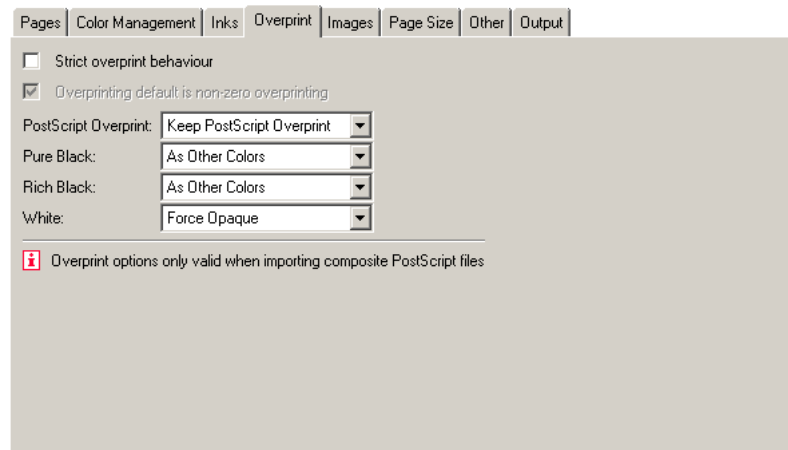 Pages Color Management Inks Overprint Images Page Size Other Output
Strict overprint behaviour
Overprinting default is non-zero overprinting
PostScript Overprint: Keep PostScript Overprint
Pure Black: As Other Colors
Rich Black: As Other Colors
White: Force Opaque
i Overprint options only valid when importing composite PostScript files